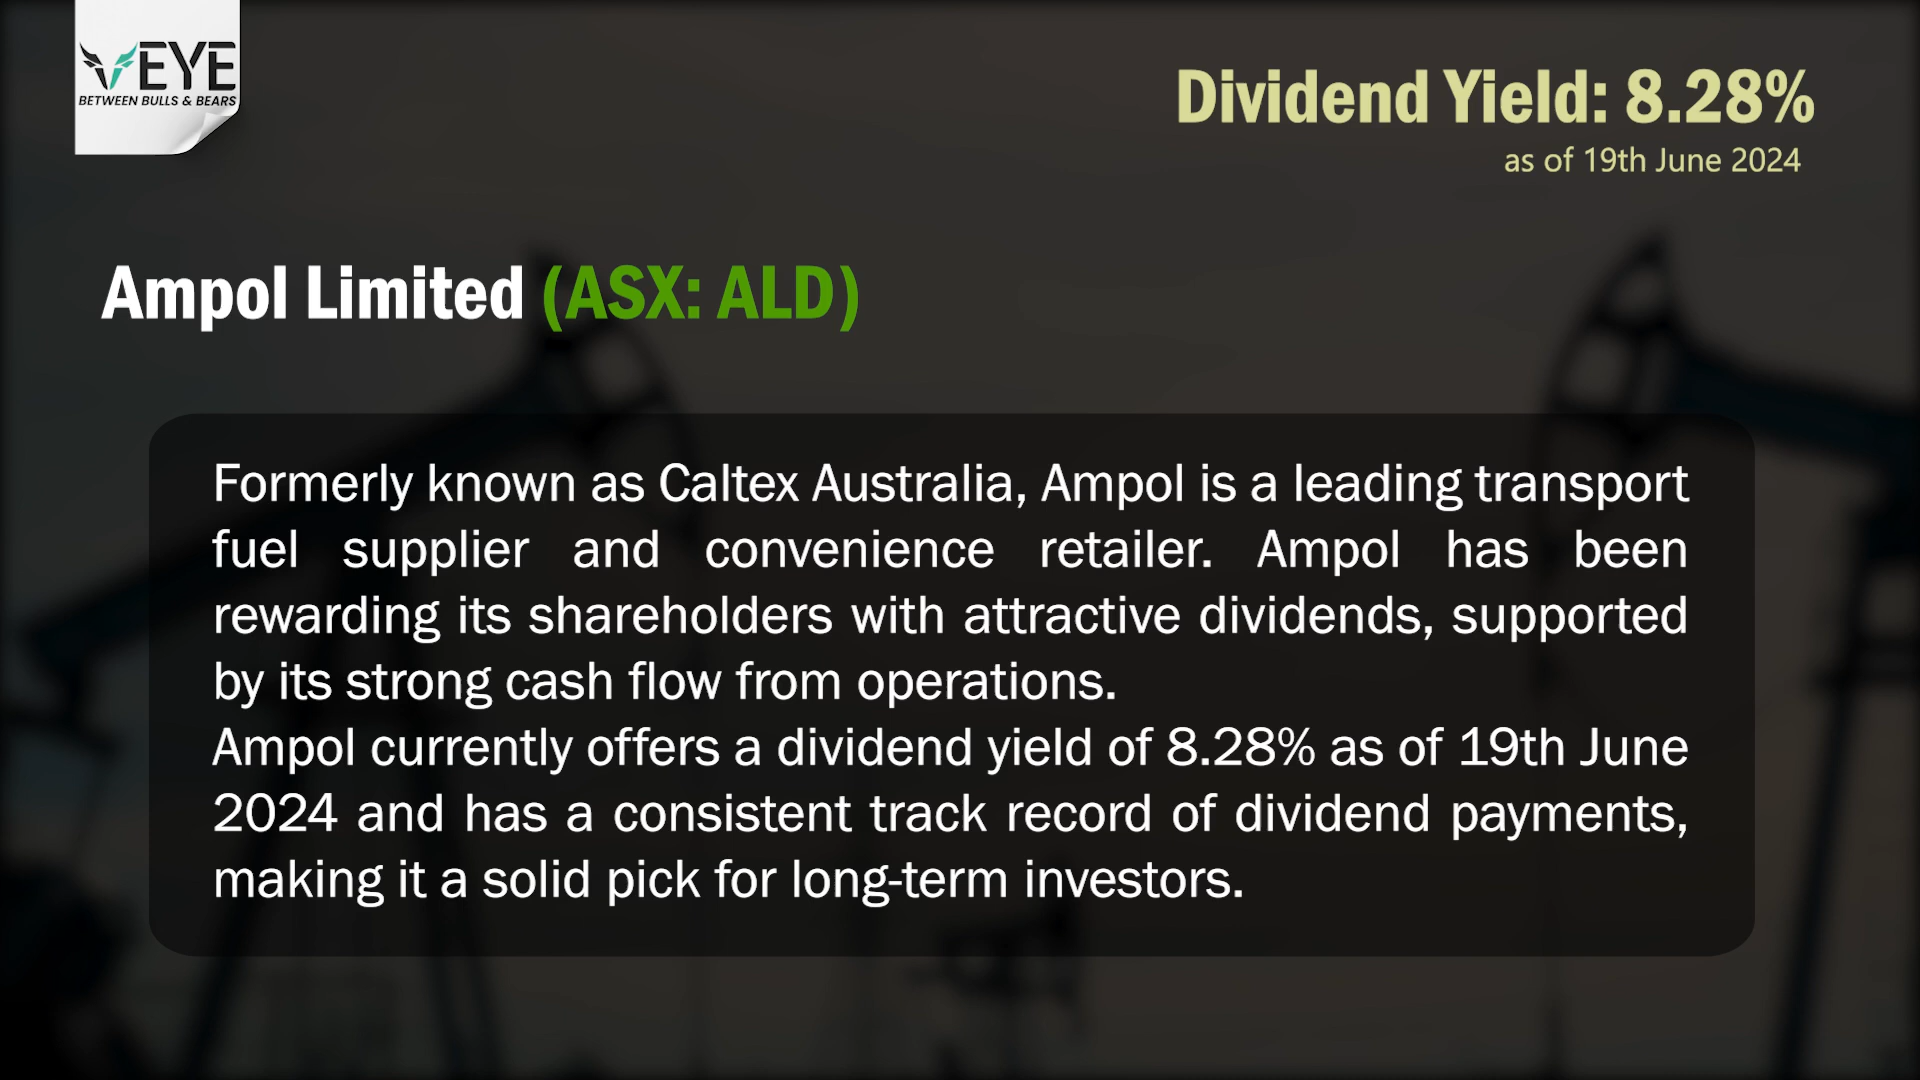 VEYE
BETWEEN BULLS & BEARS
Dividend Yield: 8.28%
as of 19th June 2024
Ampol Limited (ASX: ALD)
Formerly known as Caltex Australia, Ampol is a leading transport
fuel supplier and convenience retailer. Ampol has been
rewarding its shareholders with attractive dividends, supported
by its strong cash flow from operations.
Ampol currently offers a dividend yield of 8.28% as of 19th June
2024 and has a consistent track record of dividend payments,
making it a solid pick for long-term investors.